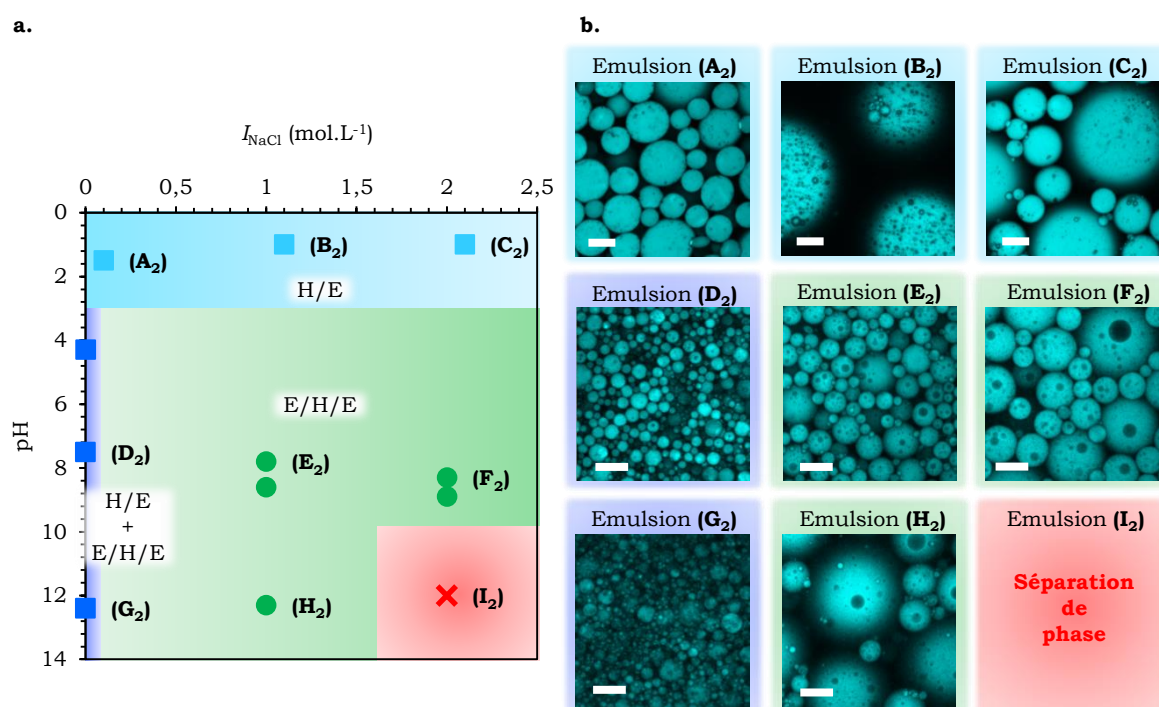 a.
I_NaCl (mol.L⁻¹)
0 0,5 1 1,5 2 2,5
pH
0
2
4
6
8
10
12
14
(A₂)
(B₂)
(C₂)
H/E
E/H/E
(D₂)
(E₂)
(F₂)
H/E
+
E/H/E
(G₂)
(H₂)
(I₂)
b.
Emulsion (A₂)
Emulsion (B₂)
Emulsion (C₂)
Emulsion (D₂)
Emulsion (E₂)
Emulsion (F₂)
Emulsion (G₂)
Emulsion (H₂)
Emulsion (I₂)
Séparation
de
phase